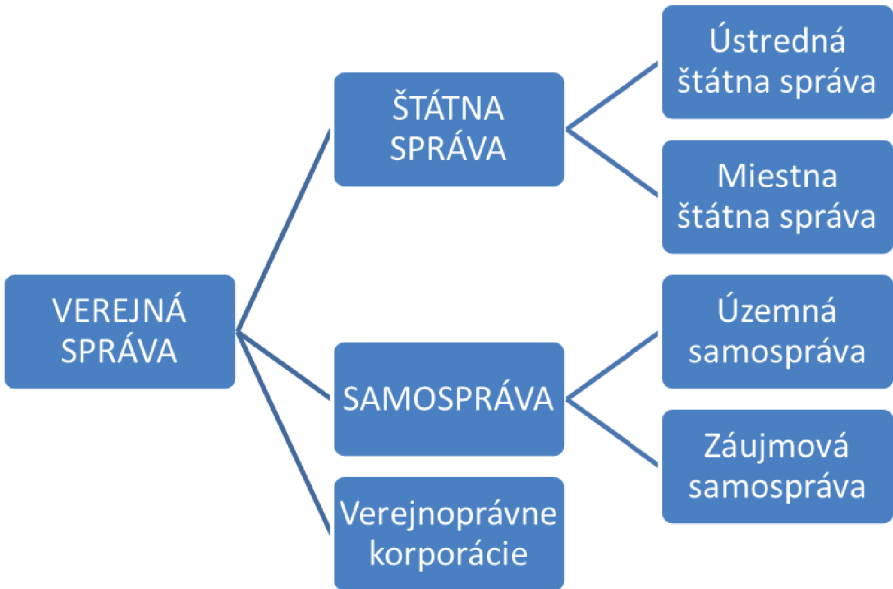 VEREJNÁ
SPRÁVA
ŠTÁTNA
SPRÁVA
Ústredná
štátna správa
Miestna
štátna správa
SAMOSPRÁVA
Územná
samospráva
Záujmová
samospráva
Verejnoprávne
korporácie